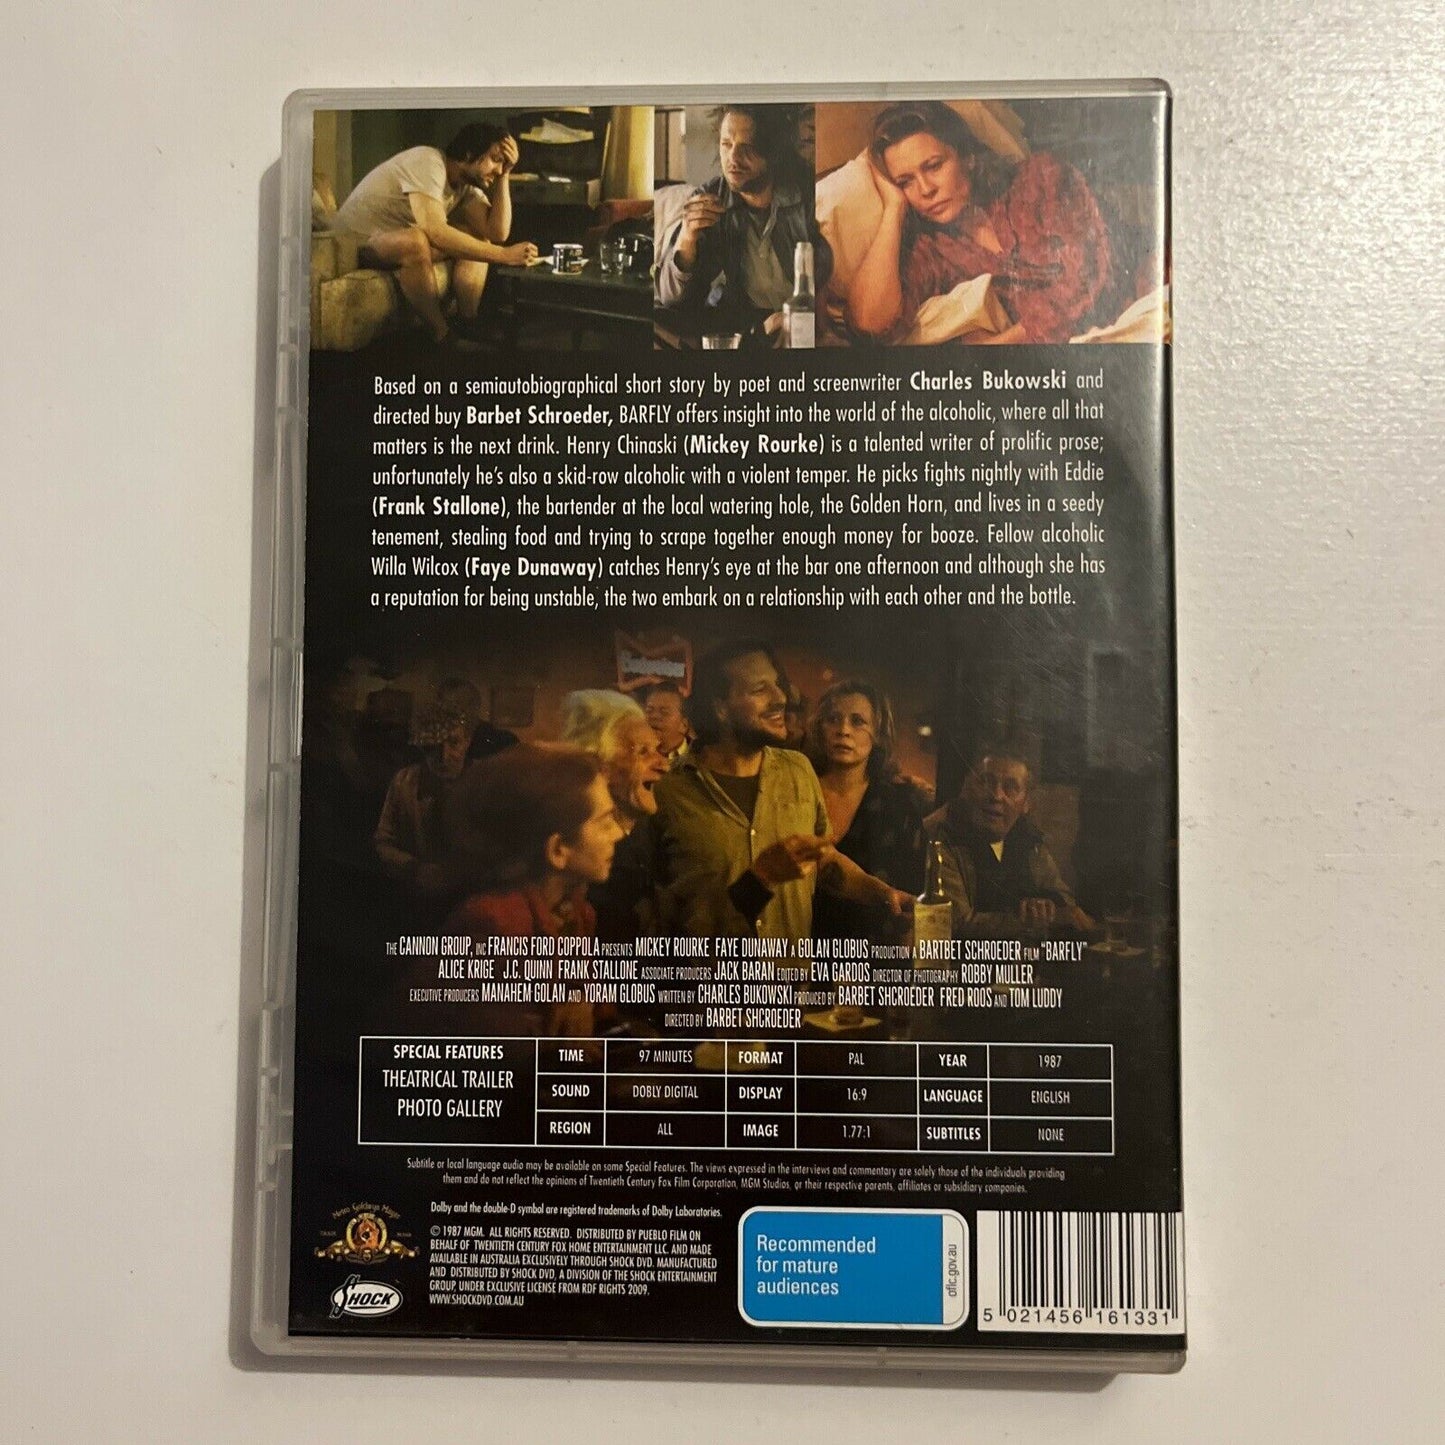 Based on a semiautobiographical short story by poet and screenwriter Charles Bukowski and
directed buy Barbet Schroeder, BARFLY offers insight into the world of the alcoholic, where all that
matters is the next drink. Henry Chinaski (Mickey Rourke) is a talented writer of prolific prose;
unfortunately he's also a skid-row alcoholic with a violent temper. He picks fights nightly with Eddie
(Frank Stallone), the bartender at the local watering hole, the Golden Horn, and lives in a seedy
tenement, stealing food and trying to scrape together enough money for booze. Fellow alcoholic
Willa Wilcox (Faye Dunaway) catches Henry's eye at the bar one afternoon and although she has
a reputation for being unstable, the two embark on a relationship with each other and the bottle.
THE CANNON GROUP, INC FRANCIS FORD COPPOLA PRESENTS MICKEY ROURKE FAYE DUNAWAY A GOLAN GLOBUS PRODUCTION A BARTBET SCHROEDER FILM "BARFLY"
ALICE KRIGE J.C. QUINN FRANK STALLONE ASSOCIATE PRODUCERS JACK BARAN EDITED BY EVA GARDOS DIRECTOR OF PHOTOGRAPHY ROBBY MULLER
EXECUTIVE PRODUCERS MANAHEM GOLAN AND YORAM GLOBUS WRITTEN BY CHARLES BUKOWSKI PRODUCED BY BARBET SHCROEDER FRED ROOS AND TOM LUDDY
DIRECTED BY BARBET SHCROEDER
SPECIAL FEATURES
THEATRICAL TRAILER
PHOTO GALLERY
TIME 97 MINUTES FORMAT PAL YEAR 1987
SOUND DOBLY DIGITAL DISPLAY 16:9 LANGUAGE ENGLISH
REGION ALL IMAGE 1.77:1 SUBTITLES NONE
Subtitle or local language audio may be available on some Special Features. The views expressed in the interviews and commentary are solely those of the individuals providing
them and do not reflect the opinions of Twentieth Century Fox Film Corporation, MGM Studios, or their respective parents, affiliates or subsidiary companies.
Metro Goldwyn Mayer
TRADE MARK
SHOCK
Dolby and the double-D symbol are registered trademarks of Dolby Laboratories.
© 1987 MGM. ALL RIGHTS RESERVED. DISTRIBUTED BY PUEBLO FILM ON
BEHALF OF TWENTIETH CENTURY FOX HOME ENTERTAINMENT LLC. AND MADE
AVAILABLE IN AUSTRALIA EXCLUSIVELY THROUGH SHOCK DVD. MANUFACTURED
AND DISTRIBUTED BY SHOCK DVD, A DIVISION OF THE SHOCK ENTERTAINMENT
GROUP, UNDER EXCLUSIVE LICENSE FROM RDF RIGHTS 2009.
WWW.SHOCKDVD.COM.AU
Recommended
for mature
audiences
oflc.gov.au
5 021456 161331